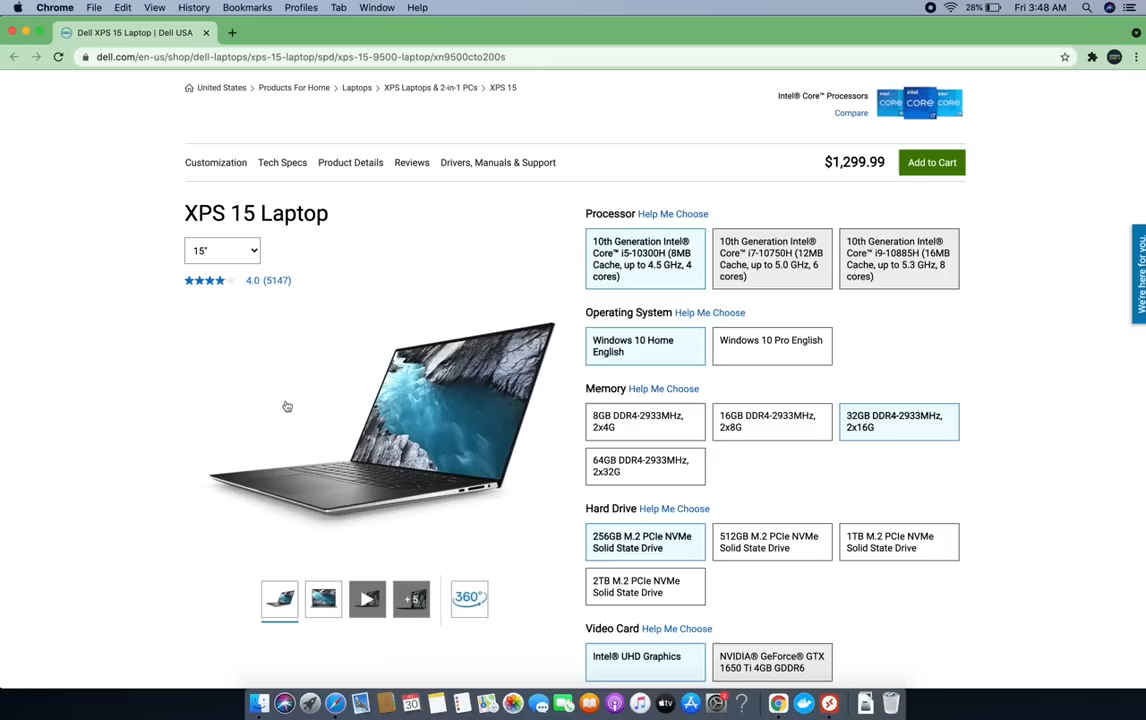 Chrome File Edit View History Bookmarks Profiles Tab Window Help 28% Fri 3:48 AM
Dell XPS 15 Laptop | Dell USA
dell.com/en-us/shop/dell-laptops/xps-15-laptop/spd/xps-15-9500-laptop/xn9500cto200s
United States > Products For Home > Laptops > XPS Laptops & 2-in-1 PCs > XPS 15
Intel® Core™ Processors
Compare
intel CORE i7
Customization Tech Specs Product Details Reviews Drivers, Manuals & Support $1,299.99 Add to Cart
XPS 15 Laptop
15"
4.0 (5147)
+5
360°
Processor Help Me Choose
10th Generation Intel®
Core™ i5-10300H (8MB
Cache, up to 4.5 GHz, 4
cores)
10th Generation Intel®
Core™ i7-10750H (12MB
Cache, up to 5.0 GHz, 6
cores)
10th Generation Intel®
Core™ i9-10885H (16MB
Cache, up to 5.3 GHz, 8
cores)
Operating System Help Me Choose
Windows 10 Home
English
Windows 10 Pro English
Memory Help Me Choose
8GB DDR4-2933MHz,
2x4G
16GB DDR4-2933MHz,
2x8G
32GB DDR4-2933MHz,
2x16G
64GB DDR4-2933MHz,
2x32G
Hard Drive Help Me Choose
256GB M.2 PCIe NVMe
Solid State Drive
512GB M.2 PCIe NVMe
Solid State Drive
1TB M.2 PCIe NVMe
Solid State Drive
2TB M.2 PCIe NVMe
Solid State Drive
Video Card Help Me Choose
Intel® UHD Graphics
NVIDIA® GeForce® GTX
1650 Ti 4GB GDDR6
We're here for you.
30
tv